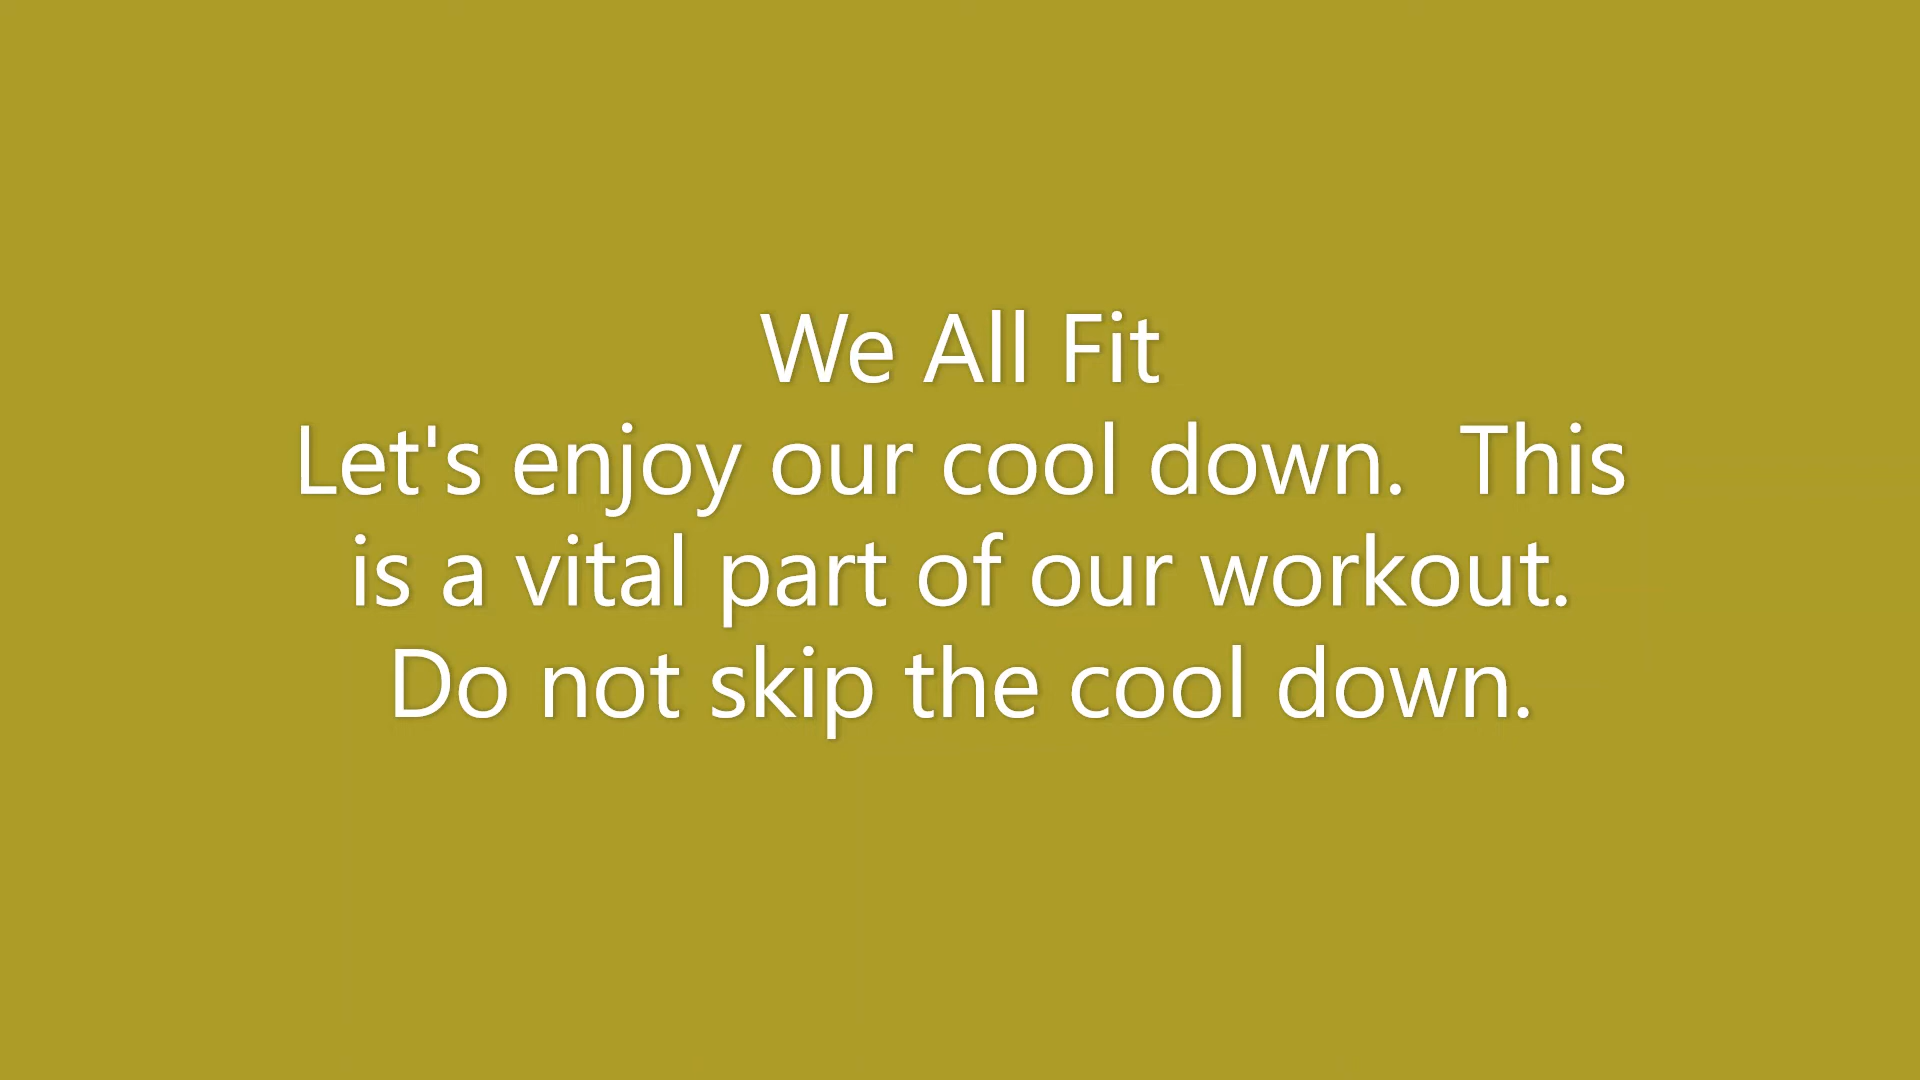 We All Fit
Let's enjoy our cool down.  This
is a vital part of our workout.
Do not skip the cool down.